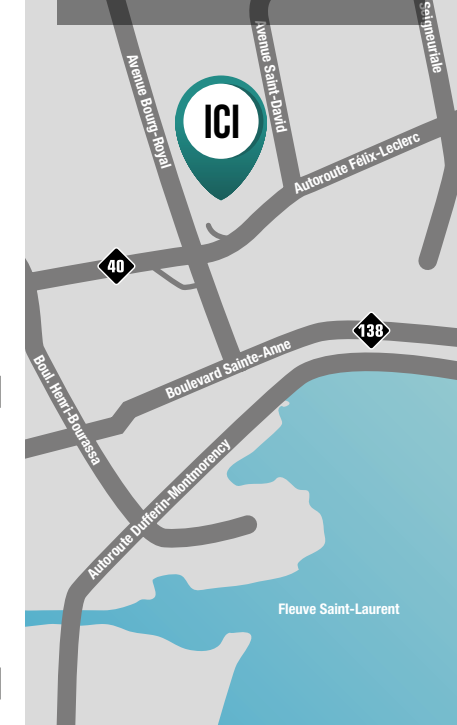 Seigneuriale
Avenue Saint-David
Avenue Bourg-Royal
ICI
Autoroute Félix-Leclerc
40
138
Boulevard Sainte-Anne
Boul. Henri-Bourassa
Autoroute Dufferin-Montmorency
Fleuve Saint-Laurent